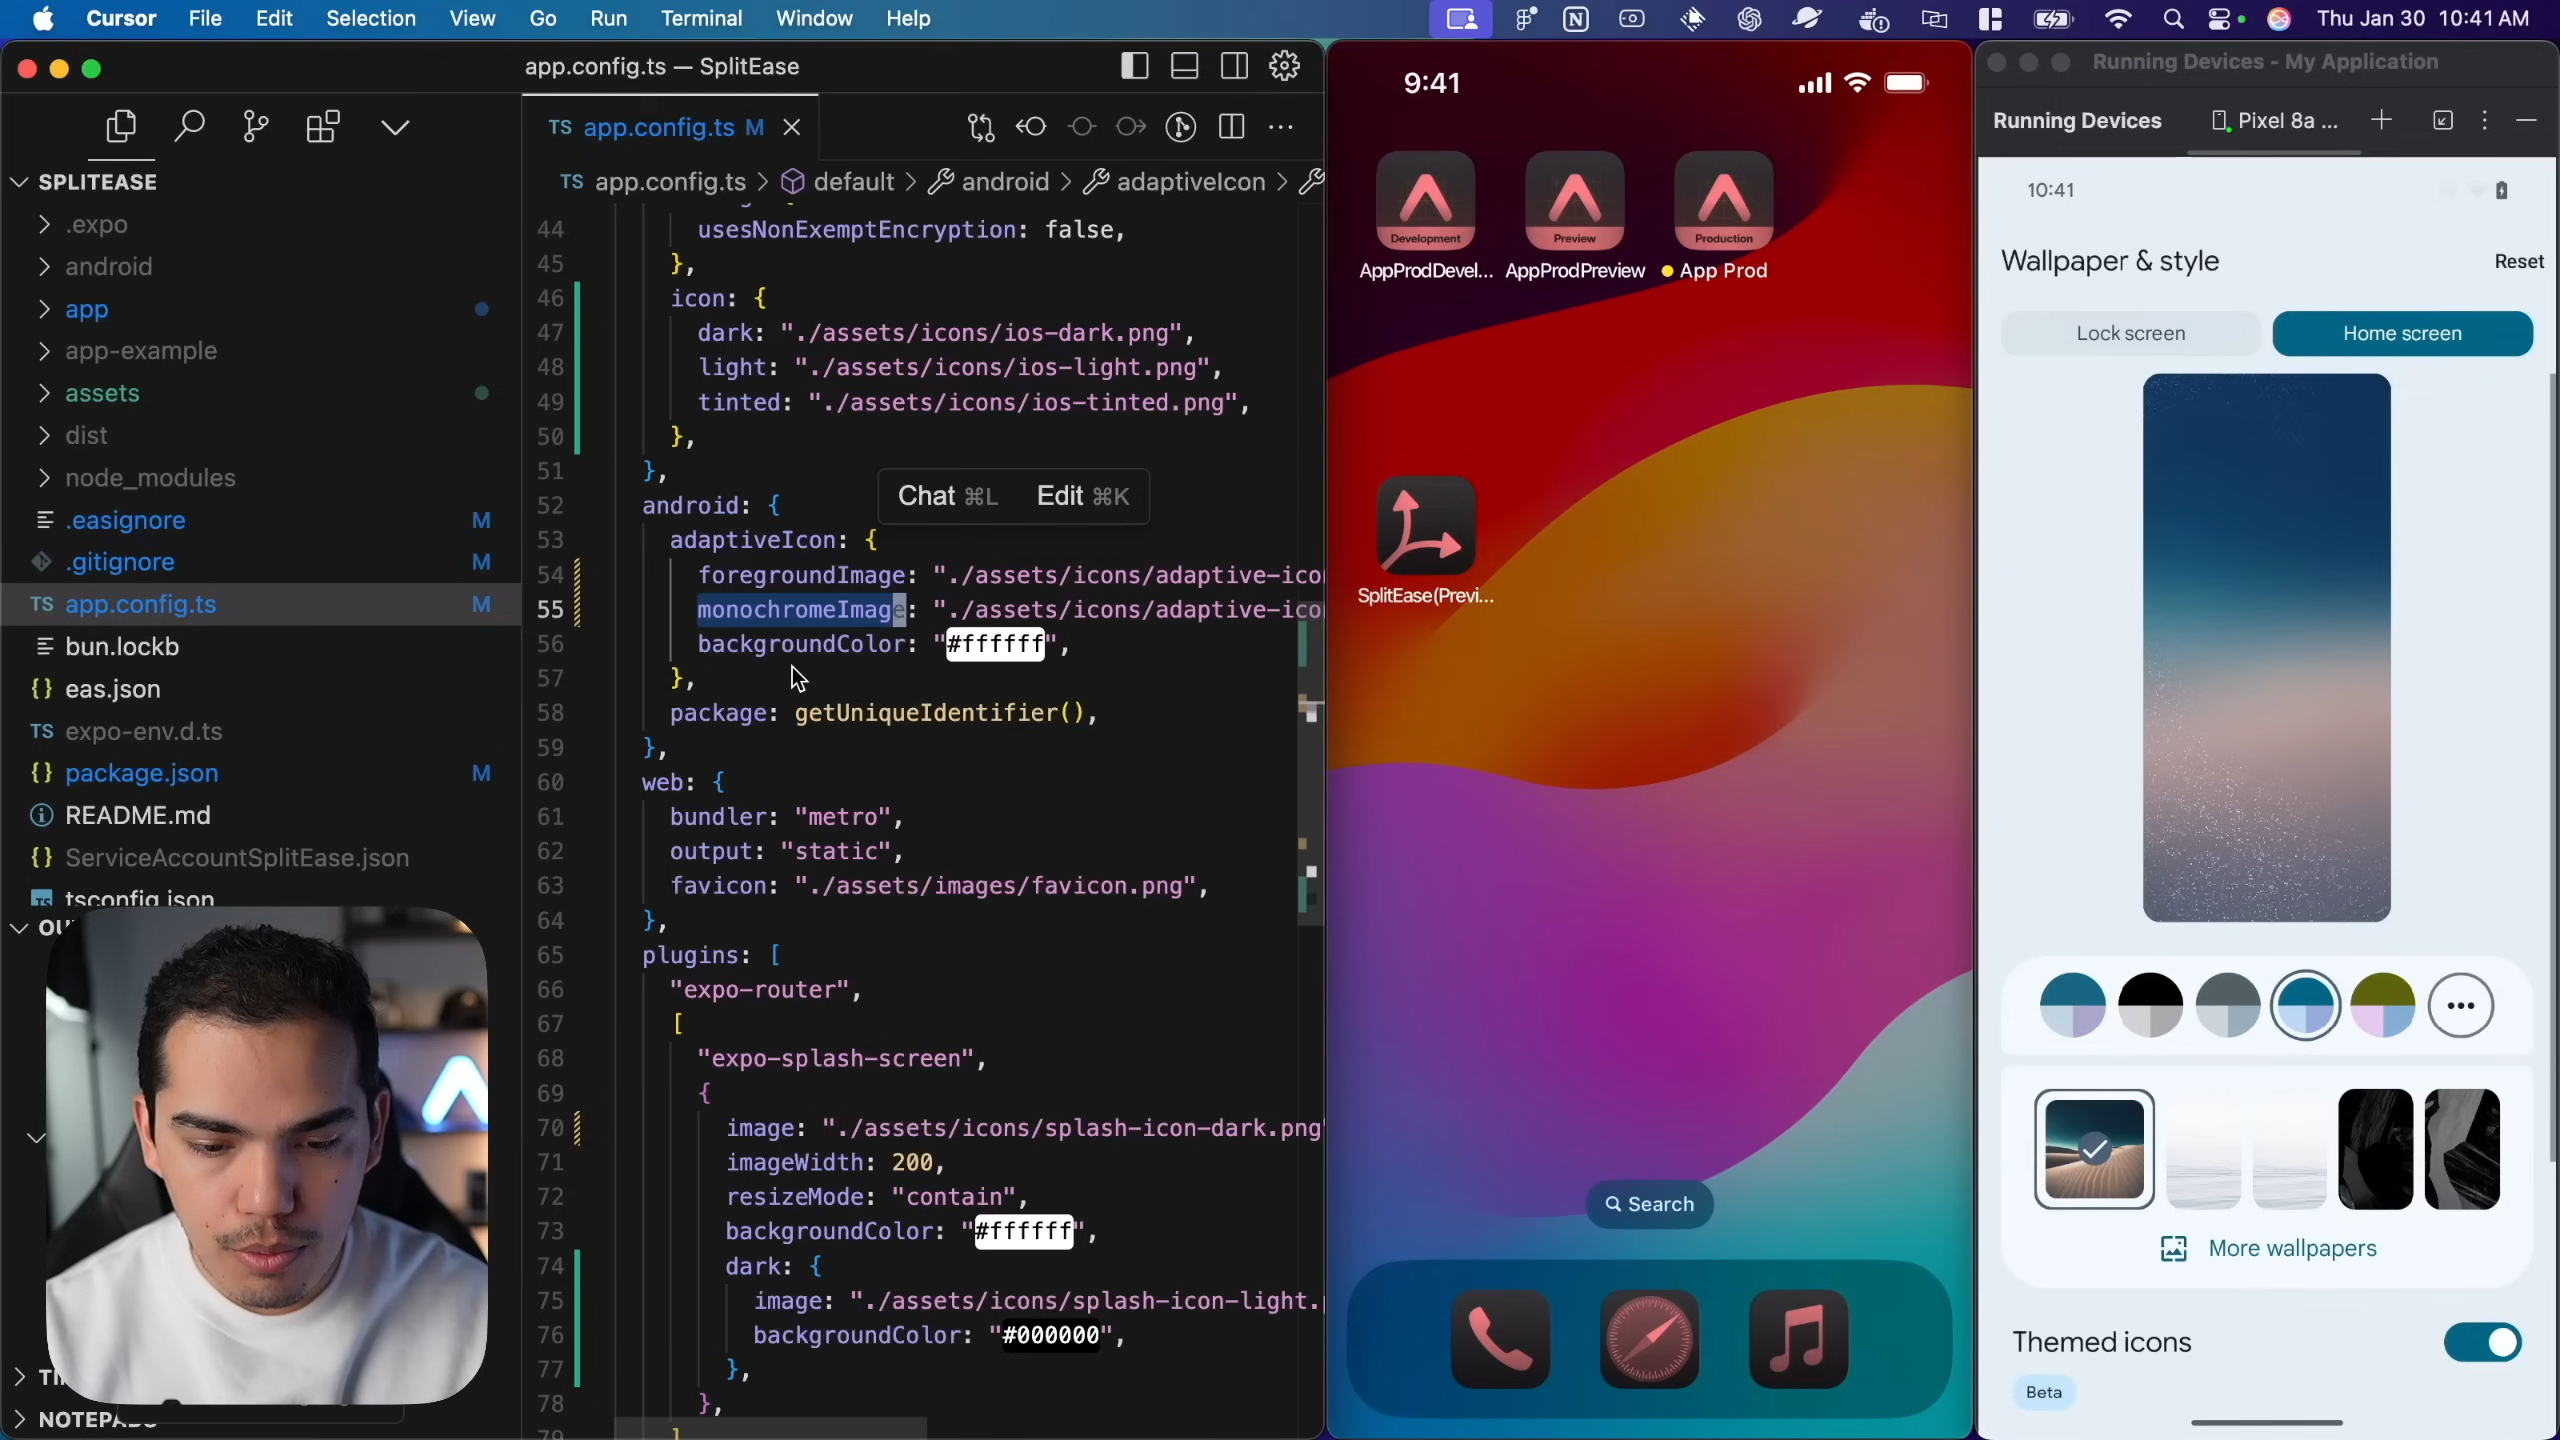 Cursor File Edit Selection View Go Run Terminal Window Help
Thu Jan 30 10:41 AM
app.config.ts — SplitEase
SPLITEASE
.expo
android
app
app-example
assets
dist
node_modules
.easignore M
.gitignore M
TS app.config.ts M
bun.lockb
{} eas.json
TS expo-env.d.ts
{} package.json M
README.md
{} ServiceAccountSplitEase.json
TS tsconfig.json
NOTEPADS
TS app.config.ts M
TS app.config.ts > default > android > adaptiveIcon >
44 usesNonExemptEncryption: false,
45 },
46 icon: {
47 dark: "./assets/icons/ios-dark.png",
48 light: "./assets/icons/ios-light.png",
49 tinted: "./assets/icons/ios-tinted.png",
50 },
51 },
Chat ⌘L Edit ⌘K
52 android: {
53 adaptiveIcon: {
54 foregroundImage: "./assets/icons/adaptive-ico
55 monochromeImage: "./assets/icons/adaptive-ico
56 backgroundColor: "#ffffff",
57 },
58 package: getUniqueIdentifier(),
59 },
60 web: {
61 bundler: "metro",
62 output: "static",
63 favicon: "./assets/images/favicon.png",
64 },
65 plugins: [
66 "expo-router",
67 [
68 "expo-splash-screen",
69 {
70 image: "./assets/icons/splash-icon-dark.png"
71 imageWidth: 200,
72 resizeMode: "contain",
73 backgroundColor: "#ffffff",
74 dark: {
75 image: "./assets/icons/splash-icon-light.
76 backgroundColor: "#000000",
77 },
78 },
79 ]
9:41
Development Preview Production
AppProdDevel... AppProdPreview App Prod
SplitEase(Previ...
Search
Running Devices - My Application
Running Devices Pixel 8a ...
10:41
Wallpaper & style Reset
Lock screen Home screen
More wallpapers
Themed icons
Beta